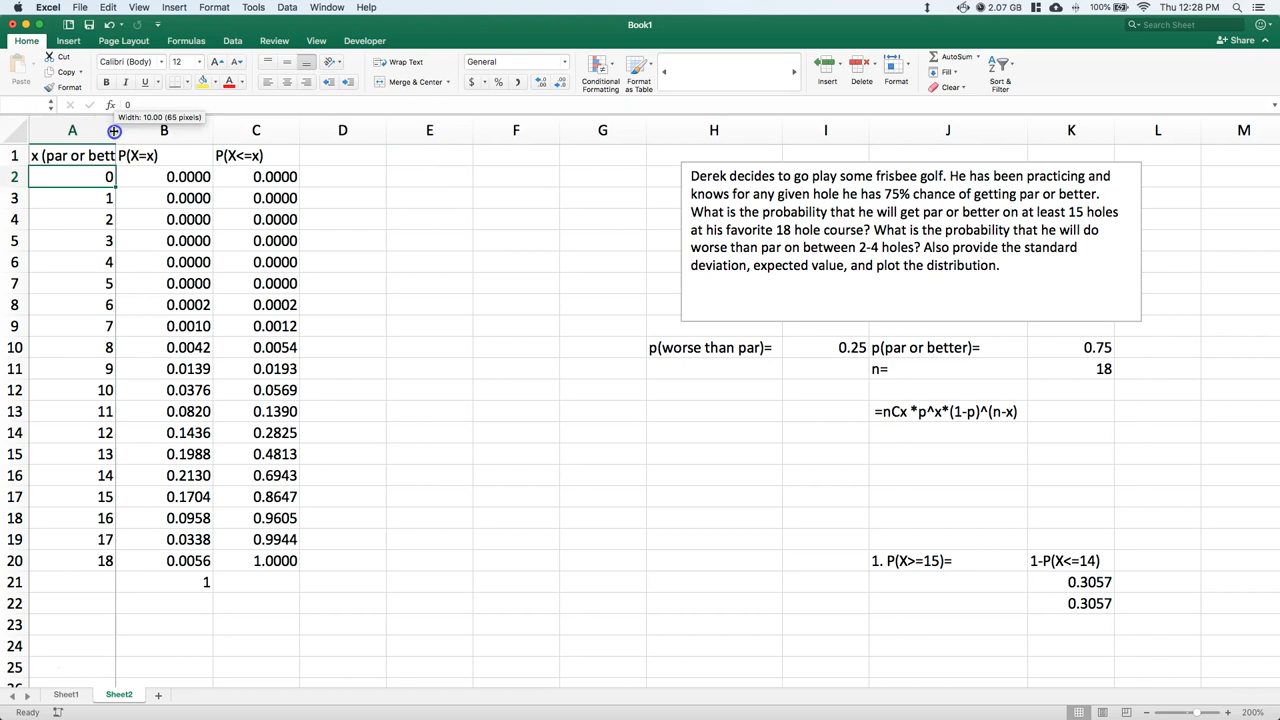 Excel File Edit View Insert Format Tools Data Window Help 2.07 GB 100% Thu 12:28 PM
Book1 Search Sheet
Home Insert Page Layout Formulas Data Review View Developer Share
Cut Calibri (Body) 12 Wrap Text General AutoSum
Copy Fill
Paste Format Merge & Center Conditional Formatting Format as Table Insert Delete Format Clear Sort & Filter
fx 0
Width: 10.00 (65 pixels)
A B C D E F G H I J K L M
1 x (par or bett P(X=x) P(X<=x)
2 0 0.0000 0.0000
3 1 0.0000 0.0000
4 2 0.0000 0.0000
5 3 0.0000 0.0000
6 4 0.0000 0.0000
7 5 0.0000 0.0000
8 6 0.0002 0.0002
9 7 0.0010 0.0012
10 8 0.0042 0.0054
11 9 0.0139 0.0193
12 10 0.0376 0.0569
13 11 0.0820 0.1390
14 12 0.1436 0.2825
15 13 0.1988 0.4813
16 14 0.2130 0.6943
17 15 0.1704 0.8647
18 16 0.0958 0.9605
19 17 0.0338 0.9944
20 18 0.0056 1.0000
21 1
22
23
24
25
Derek decides to go play some frisbee golf. He has been practicing and
knows for any given hole he has 75% chance of getting par or better.
What is the probability that he will get par or better on at least 15 holes
at his favorite 18 hole course? What is the probability that he will do
worse than par on between 2-4 holes? Also provide the standard
deviation, expected value, and plot the distribution.
p(worse than par)= 0.25 p(par or better)= 0.75
n= 18
=nCx *p^x*(1-p)^(n-x)
1. P(X>=15)= 1-P(X<=14)
0.3057
0.3057
Sheet1 Sheet2
Ready 200%